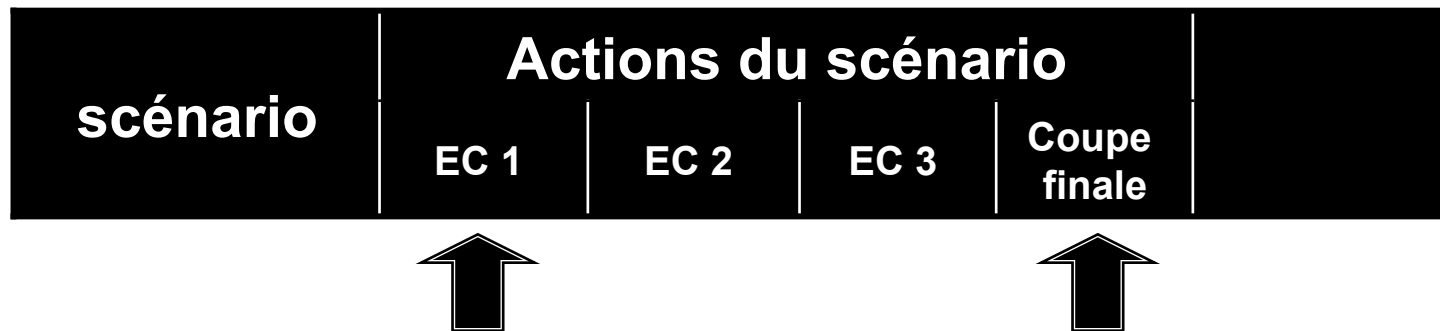 scénario
Actions du scénario
EC 1
EC 2
EC 3
Coupe
finale